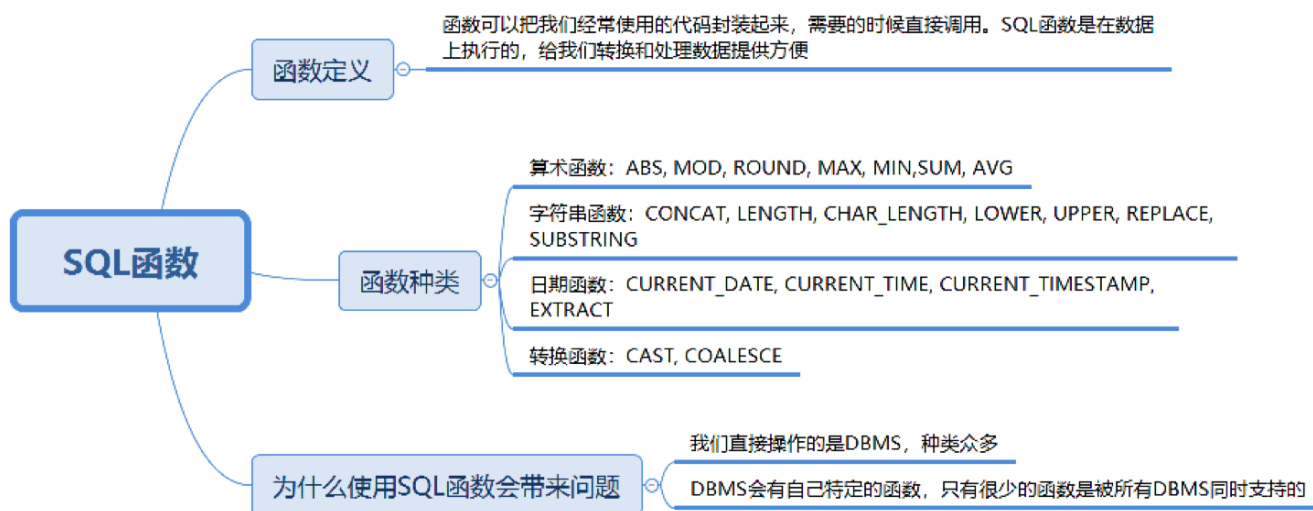 函数可以把我们经常使用的代码封装起来，需要的时候直接调用。SQL函数是在数据
上执行的，给我们转换和处理数据提供方便
函数定义
算术函数：ABS, MOD, ROUND, MAX, MIN,SUM, AVG
字符串函数：CONCAT, LENGTH, CHAR_LENGTH, LOWER, UPPER, REPLACE,
SUBSTRING
SQL函数
函数种类
日期函数：CURRENT_DATE, CURRENT_TIME, CURRENT_TIMESTAMP,
EXTRACT
转换函数：CAST, COALESCE
我们直接操作的是DBMS，种类众多
为什么使用SQL函数会带来问题
DBMS会有自己特定的函数，只有很少的函数是被所有DBMS同时支持的